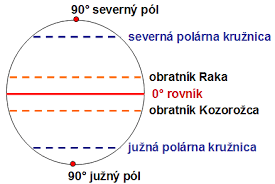 90° severný pól
severná polárna kružnica
obratník Raka
0° rovník
obratník Kozorožca
južná polárna kružnica
90° južný pól